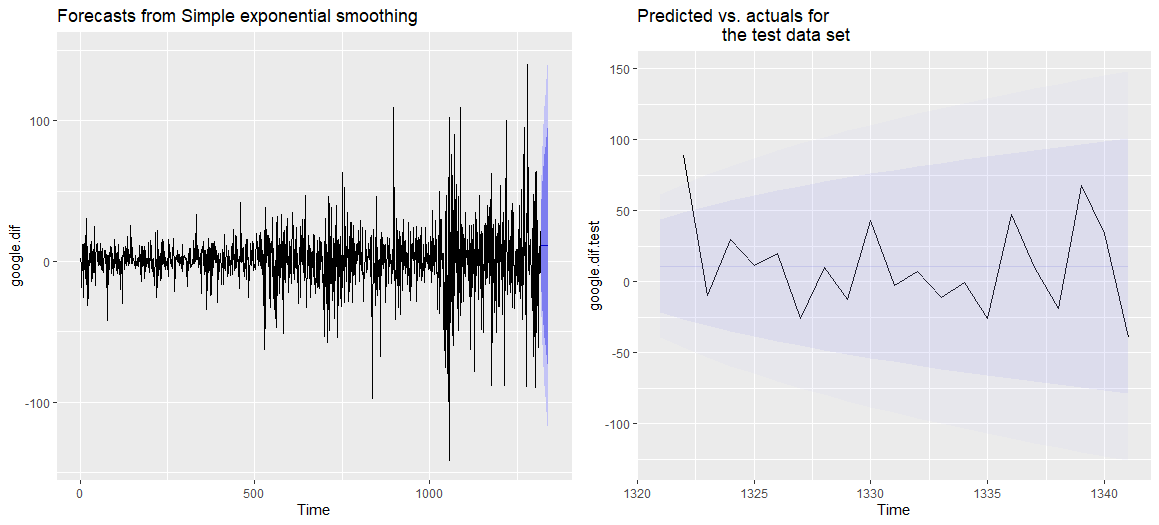 Forecasts from Simple exponential smoothing
google.dif
100
0
-100
0
500
1000
Time
Predicted vs. actuals for
the test data set
google.dif.test
150
100
50
0
-50
-100
1320
1325
1330
1335
1340
Time